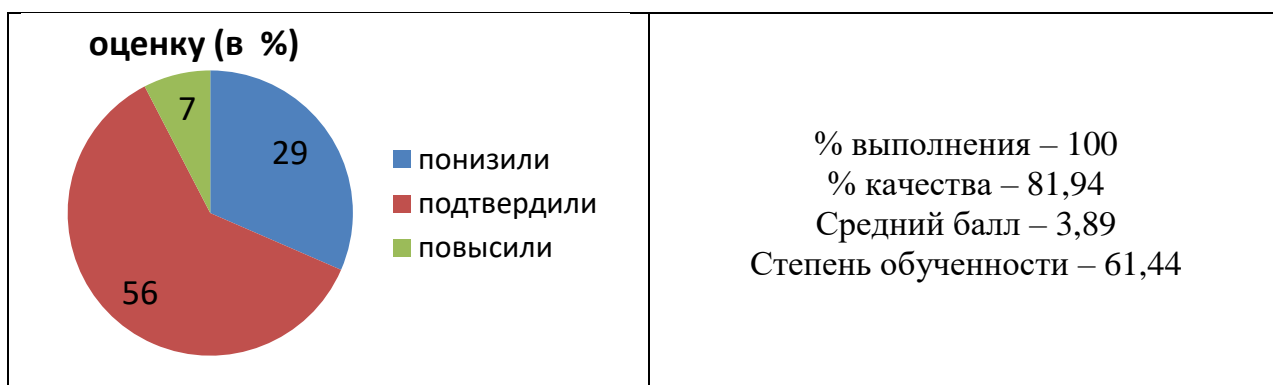 оценку (в %)
7
29
56
понизили
подтвердили
повысили
% выполнения – 100
% качества – 81,94
Средний балл – 3,89
Степень обученности – 61,44